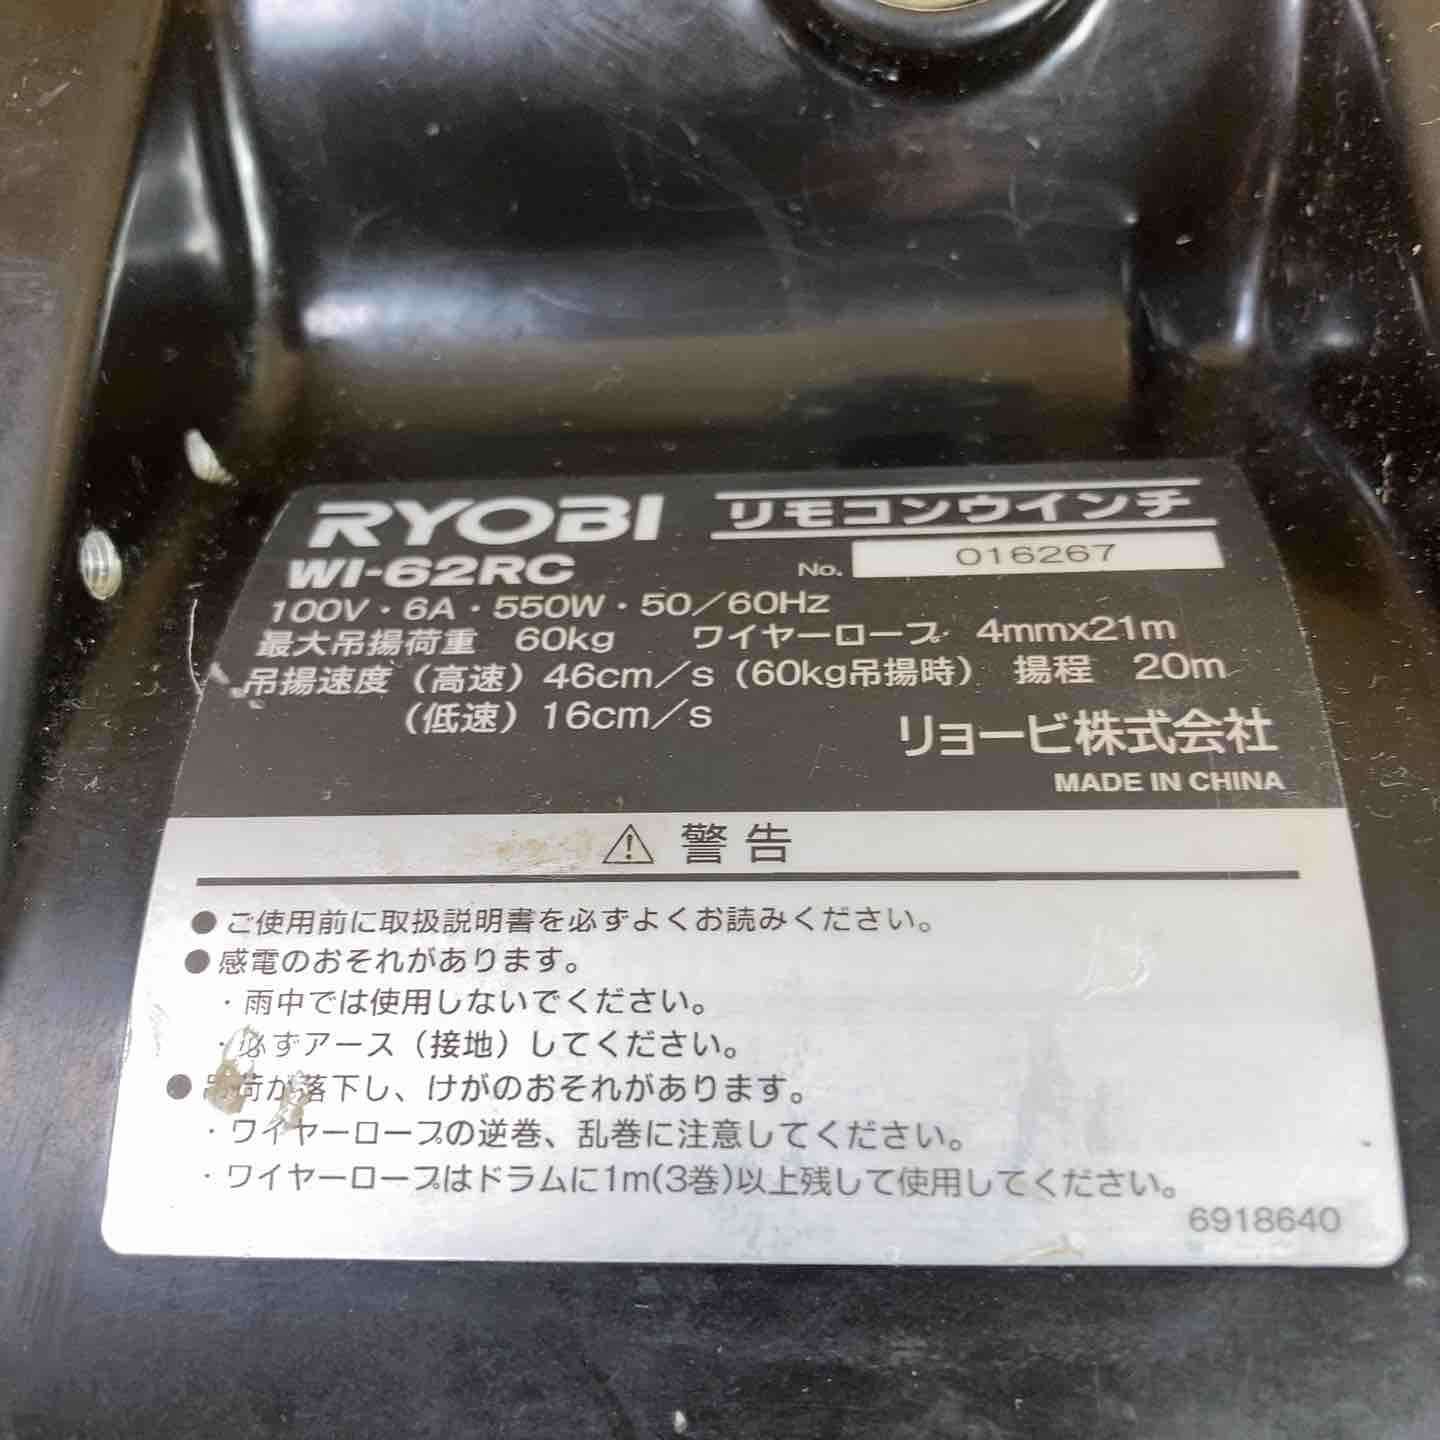 RYOBI リモコンウインチ
WI-62RC No. 016267
100V・6A・550W・50／60Hz
最大吊揚荷重 60kg ワイヤーロープ 4mmx21m
吊揚速度（高速）46cm／s（60kg吊揚時） 揚程 20m
（低速）16cm／s
リョービ株式会社
MADE IN CHINA
⚠ 警告
●ご使用前に取扱説明書を必ずよくお読みください。
●感電のおそれがあります。
・雨中では使用しないでください。
・必ずアース（接地）してください。
●吊荷が落下し、けがのおそれがあります。
・ワイヤーロープの逆巻、乱巻に注意してください。
・ワイヤーロープはドラムに1m(3巻)以上残して使用してください。
6918640